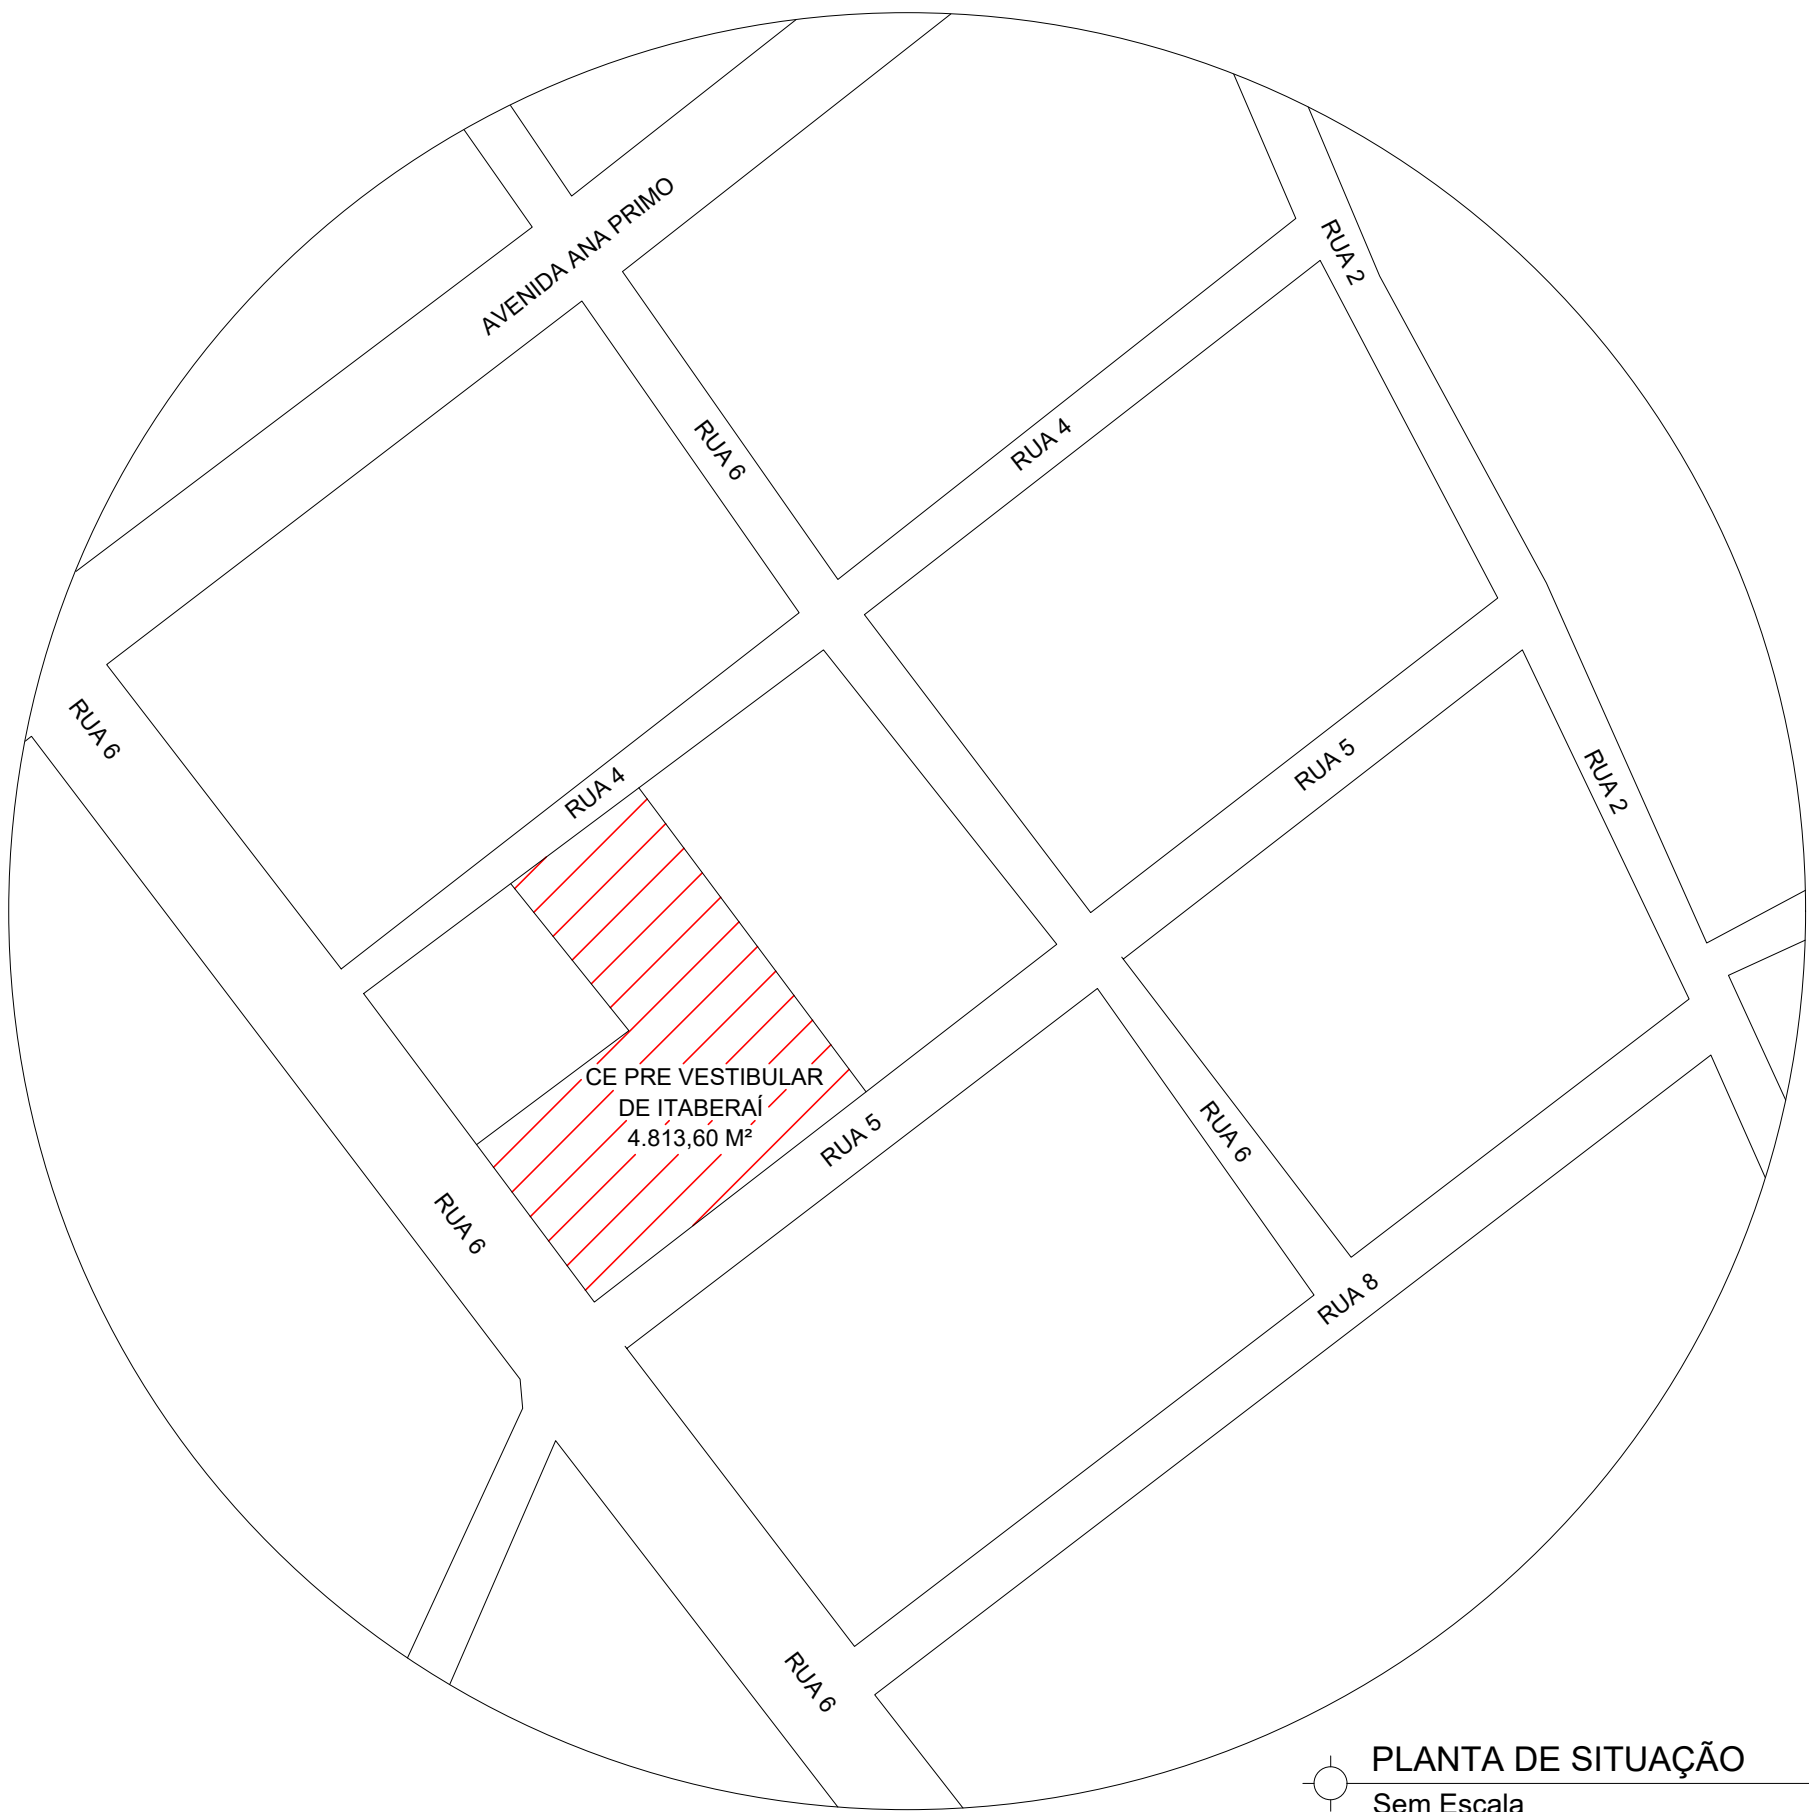 AVENIDA ANA PRIMO
RUA 2
RUA 6
RUA 4
RUA 6
RUA 4
RUA 5
RUA 2
CE PRE VESTIBULAR
DE ITABERAÍ
4.813,60 M²
RUA 5
RUA 6
RUA 6
RUA 8
RUA 6
PLANTA DE SITUAÇÃO
Sem Escala